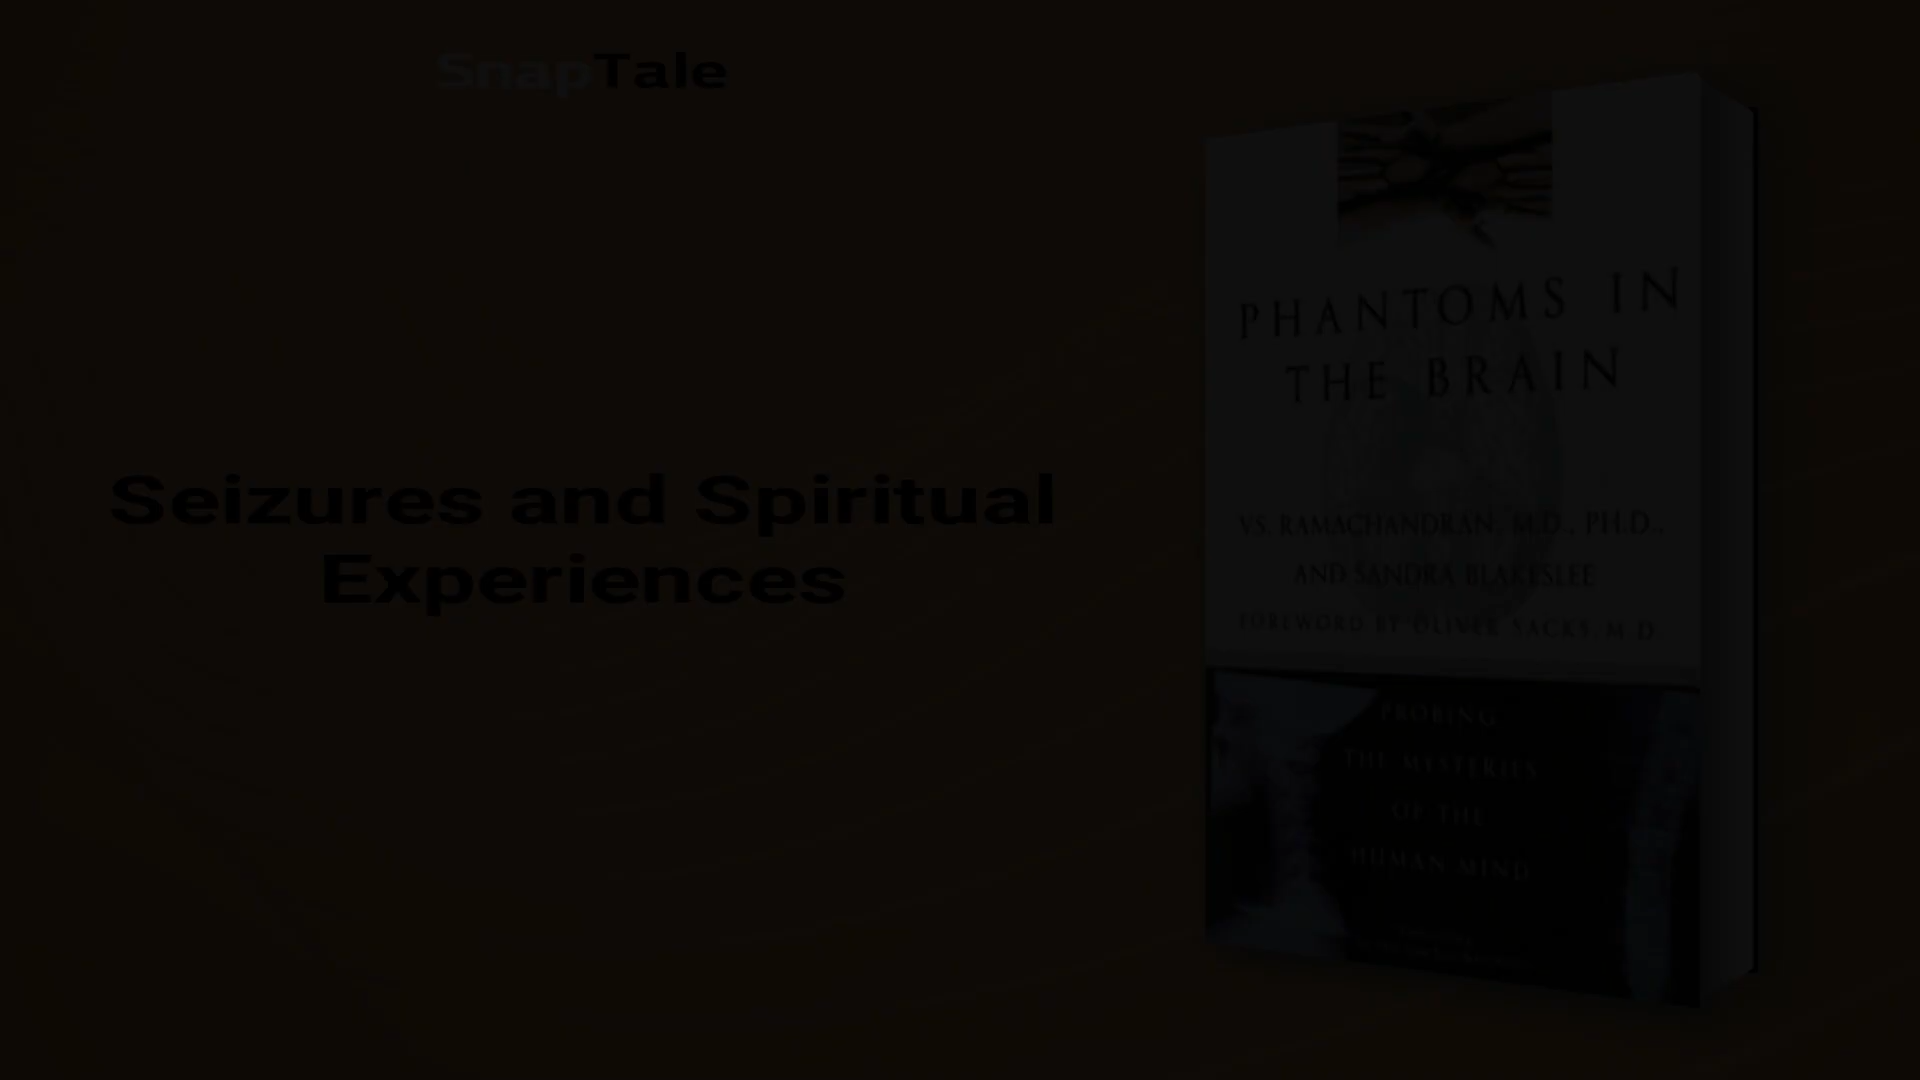 SnapTale
Seizures and Spiritual
Experiences
PHANTOMS IN
THE BRAIN
V.S. RAMACHANDRAN, M.D., PH.D.,
AND SANDRA BLAKESLEE
FOREWORD BY OLIVER SACKS, M.D.
PROBING
THE MYSTERIES
OF THE
HUMAN MIND